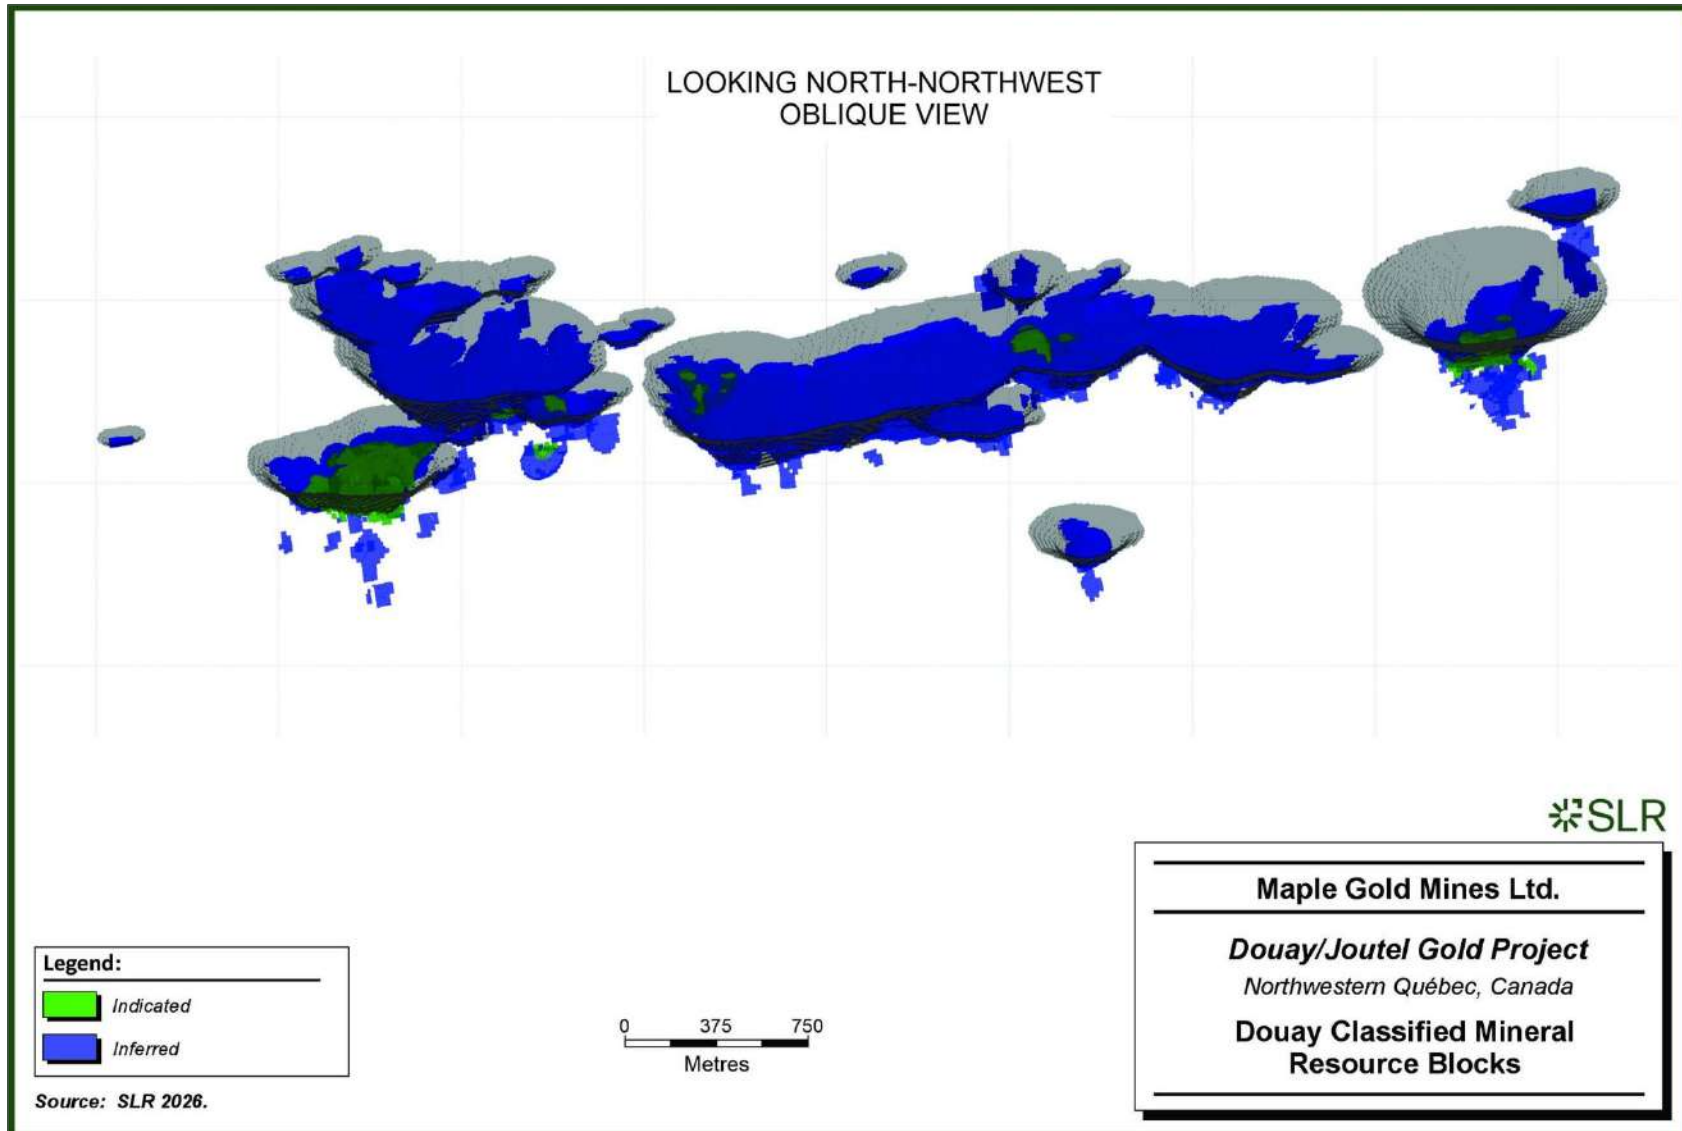 LOOKING NORTH-NORTHWEST
OBLIQUE VIEW
SLR
Maple Gold Mines Ltd.
Douay/Joutel Gold Project
Northwestern Québec, Canada
Douay Classified Mineral
Resource Blocks
Legend:
Indicated
Inferred
0 375 750
Metres
Source: SLR 2026.